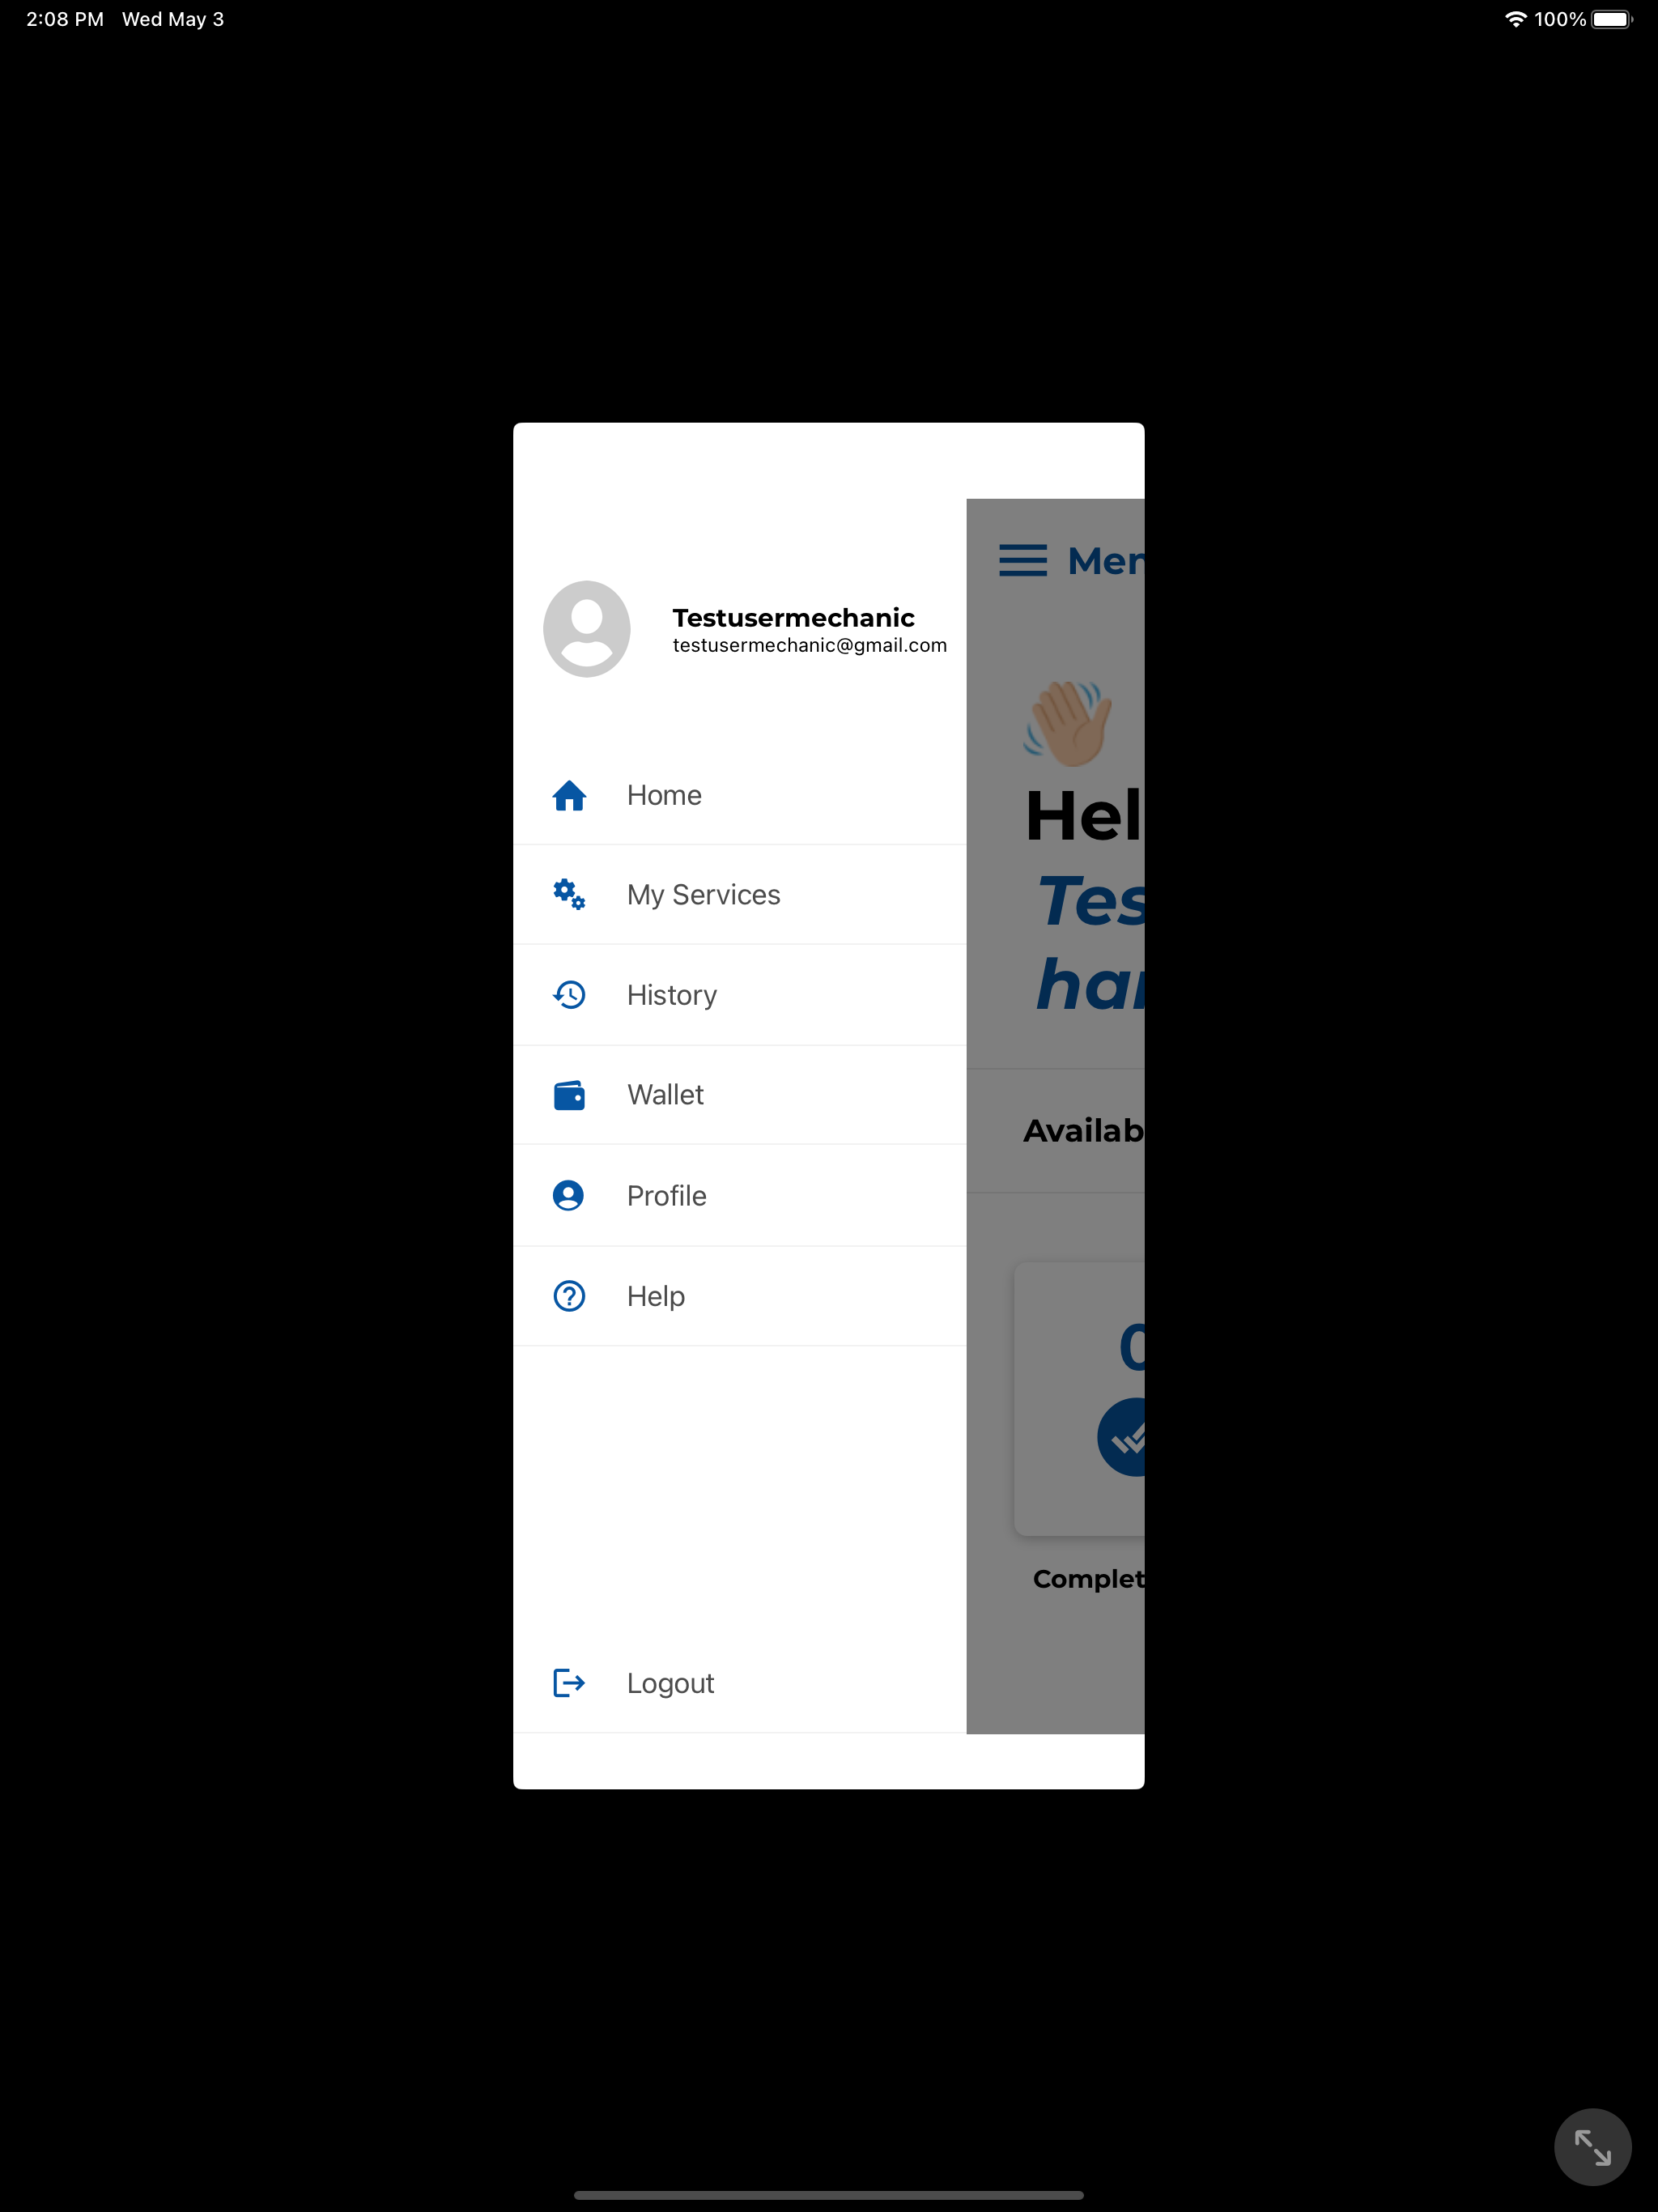 2:08 PM Wed May 3
100%
Testusermechanic
testusermechanic@gmail.com
Home
My Services
History
Wallet
Profile
Help
Logout
Men
Hel
Tes
han
Availab
0
Complet